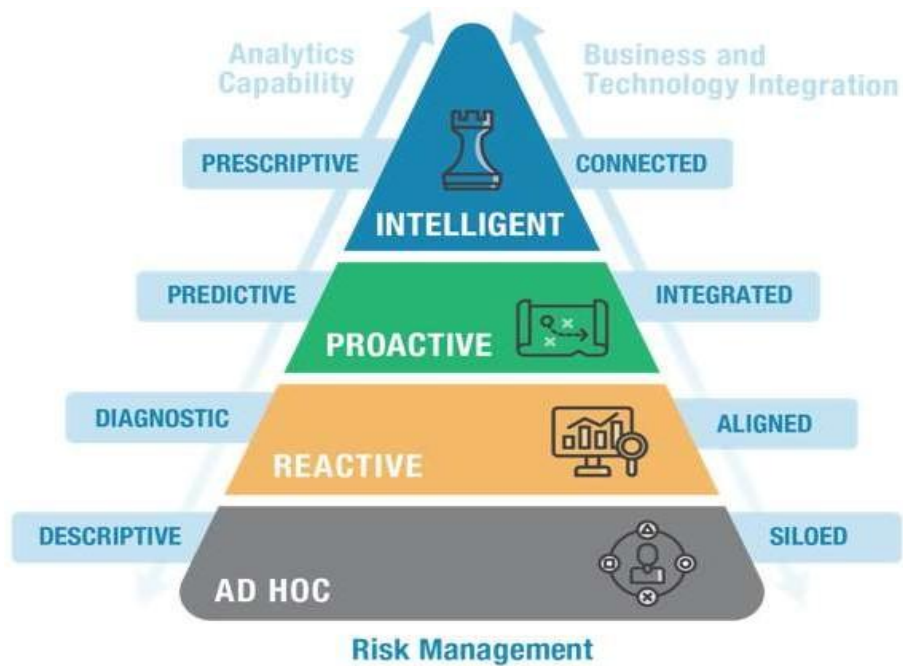 Analytics
Capability
Business and
Technology Integration
PRESCRIPTIVE
CONNECTED
INTELLIGENT
PREDICTIVE
INTEGRATED
PROACTIVE
DIAGNOSTIC
ALIGNED
REACTIVE
DESCRIPTIVE
SILOED
AD HOC
Risk Management